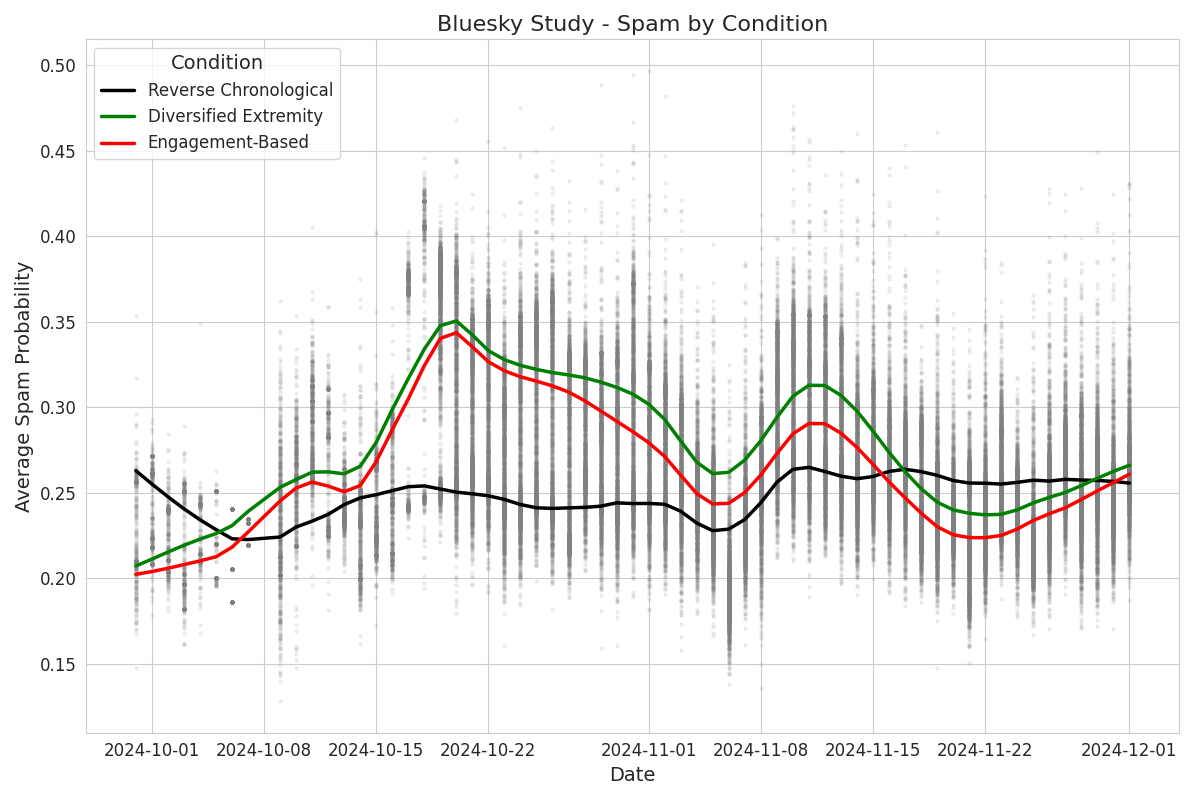 Bluesky Study - Spam by Condition
Condition
Reverse Chronological
Diversified Extremity
Engagement-Based
Average Spam Probability
0.50
0.45
0.40
0.35
0.30
0.25
0.20
0.15
2024-10-01 2024-10-08 2024-10-15 2024-10-22 2024-11-01 2024-11-08 2024-11-15 2024-11-22 2024-12-01
Date